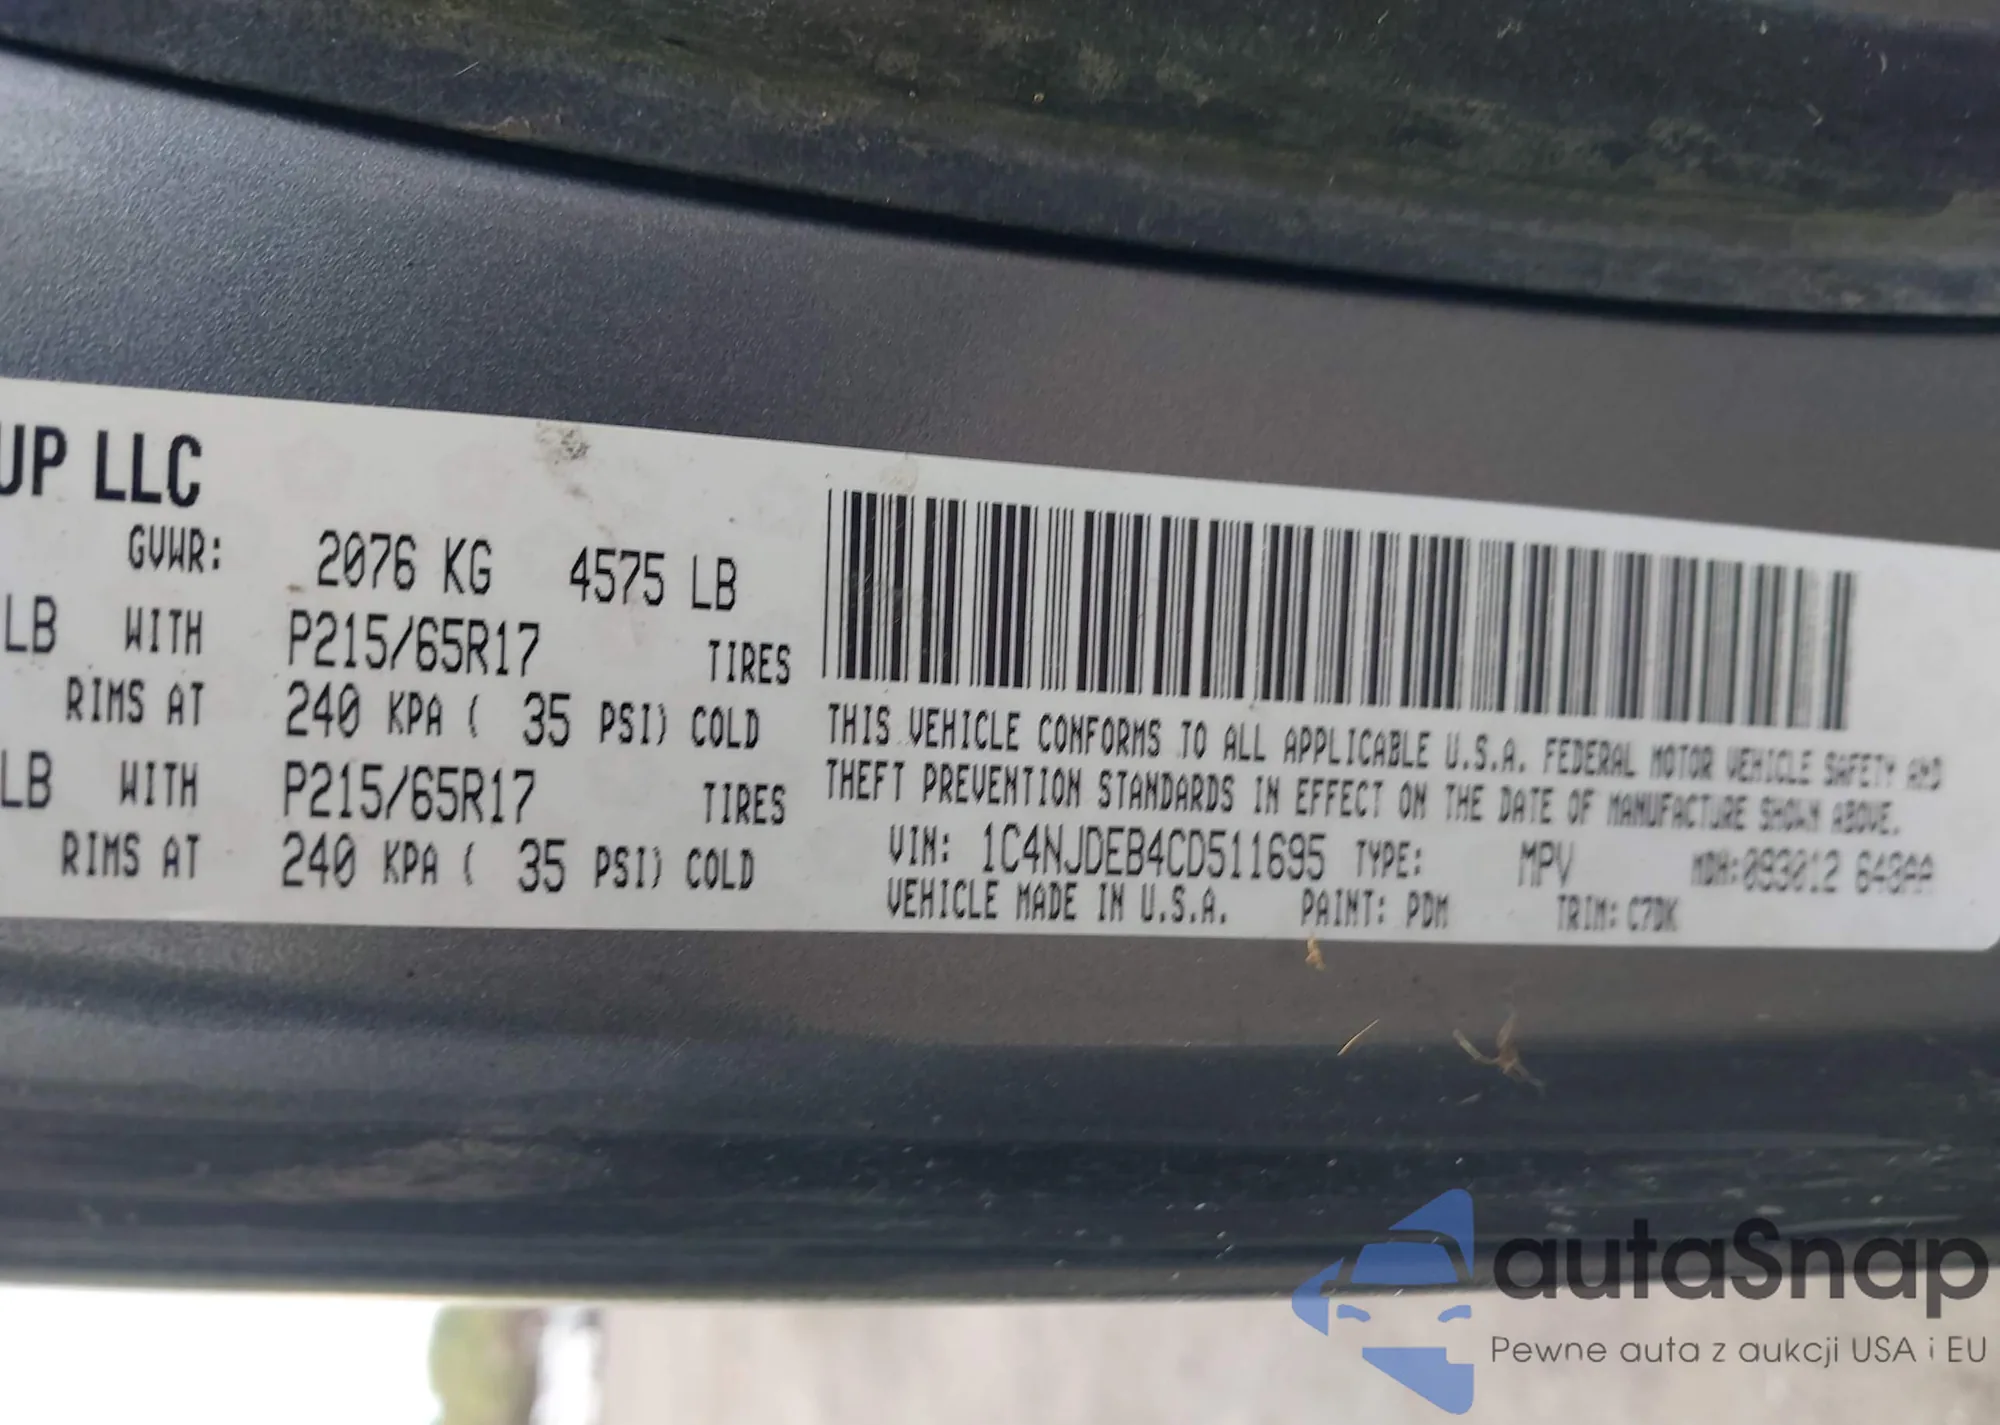 UP LLC
GVWR: 2076 KG 4575 LB
LB WITH P215/65R17 TIRES
RIMS AT 240 KPA ( 35 PSI) COLD
LB WITH P215/65R17 TIRES
RIMS AT 240 KPA ( 35 PSI) COLD
THIS VEHICLE CONFORMS TO ALL APPLICABLE U.S.A. FEDERAL MOTOR VEHICLE SAFETY AND
THEFT PREVENTION STANDARDS IN EFFECT ON THE DATE OF MANUFACTURE SHOWN ABOVE.
VIN: 1C4NJDEB4CD511695 TYPE: MPV MDH:093012 648AA
VEHICLE MADE IN U.S.A. PAINT: PDM TRIM: C7DK
autaSnap
Pewne auta z aukcji USA i EU